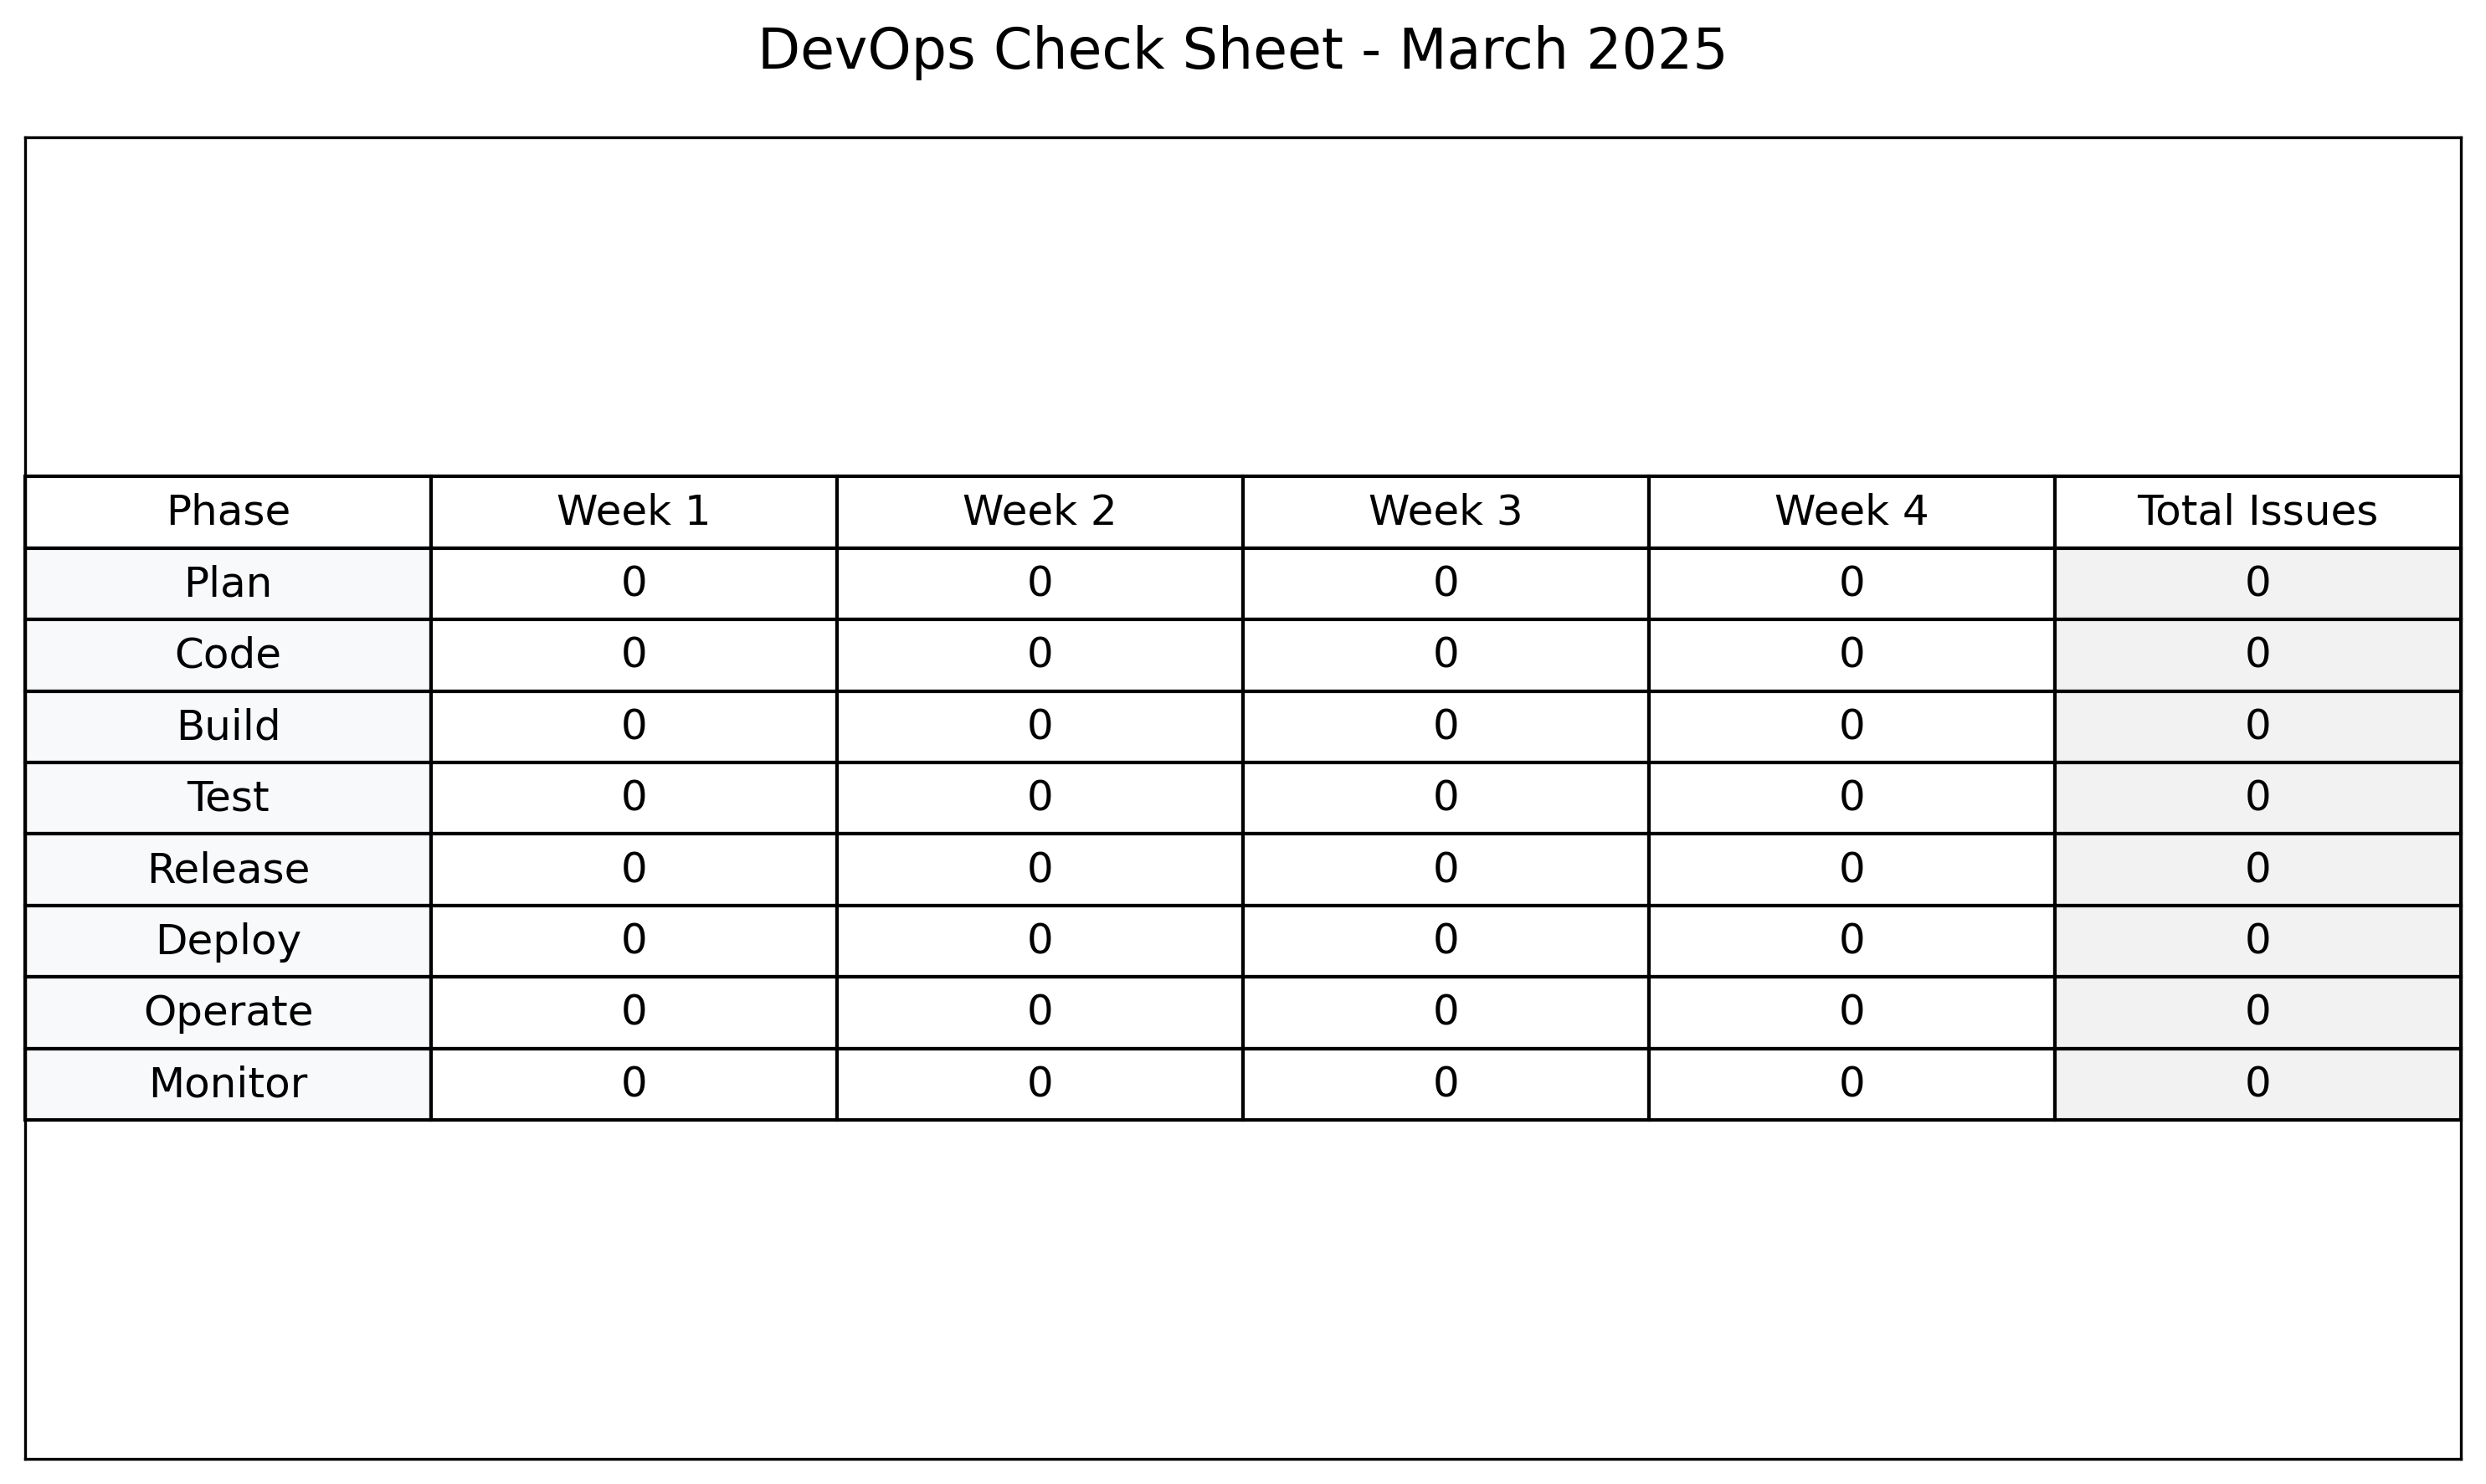 DevOps Check Sheet - March 2025
Phase Week 1 Week 2 Week 3 Week 4 Total Issues
Plan 0 0 0 0 0
Code 0 0 0 0 0
Build 0 0 0 0 0
Test 0 0 0 0 0
Release 0 0 0 0 0
Deploy 0 0 0 0 0
Operate 0 0 0 0 0
Monitor 0 0 0 0 0